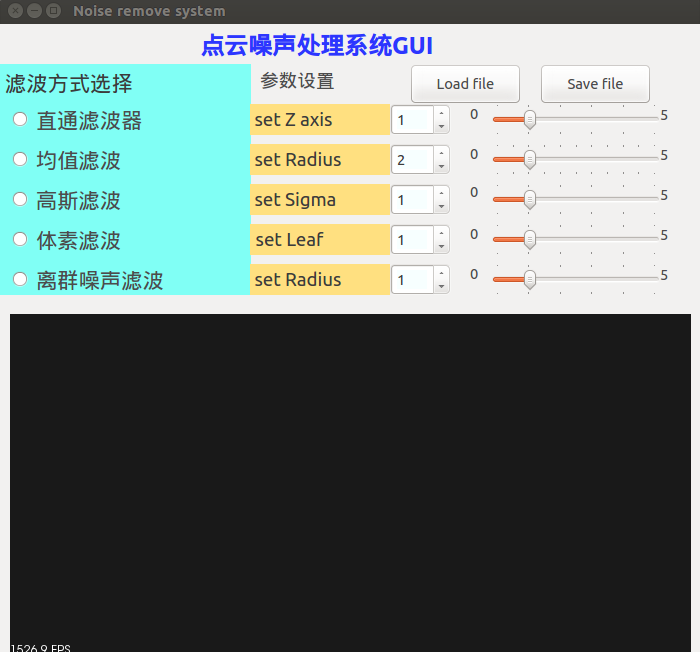 Noise remove system
点云噪声处理系统GUI
滤波方式选择 参数设置 Load file Save file
直通滤波器 set Z axis 1 0 5
均值滤波 set Radius 2 0 5
高斯滤波 set Sigma 1 0 5
体素滤波 set Leaf 1 0 5
离群噪声滤波 set Radius 1 0 5
1526.9 FPS